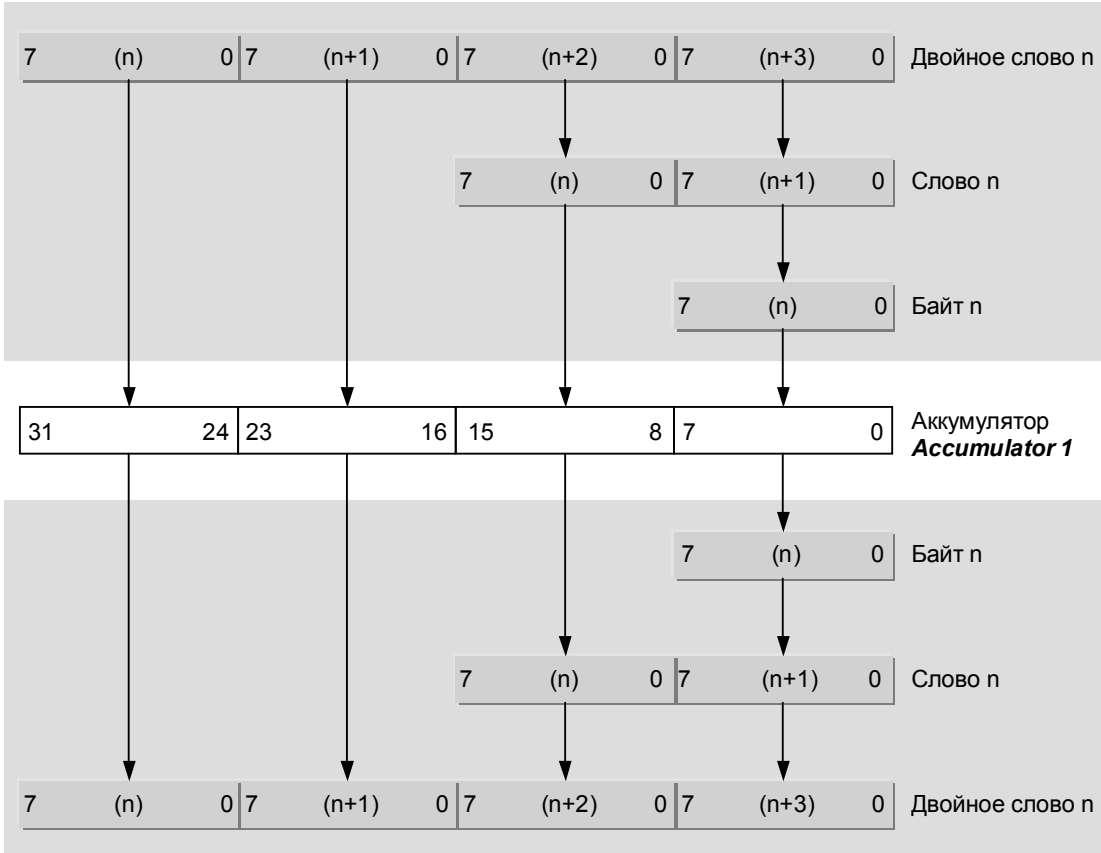 7 (n) 0 7 (n+1) 0 7 (n+2) 0 7 (n+3) 0 Двойное слово n
7 (n) 0 7 (n+1) 0 Слово n
7 (n) 0 Байт n
31 24 23 16 15 8 7 0 Аккумулятор
Accumulator 1
7 (n) 0 Байт n
7 (n) 0 7 (n+1) 0 Слово n
7 (n) 0 7 (n+1) 0 7 (n+2) 0 7 (n+3) 0 Двойное слово n